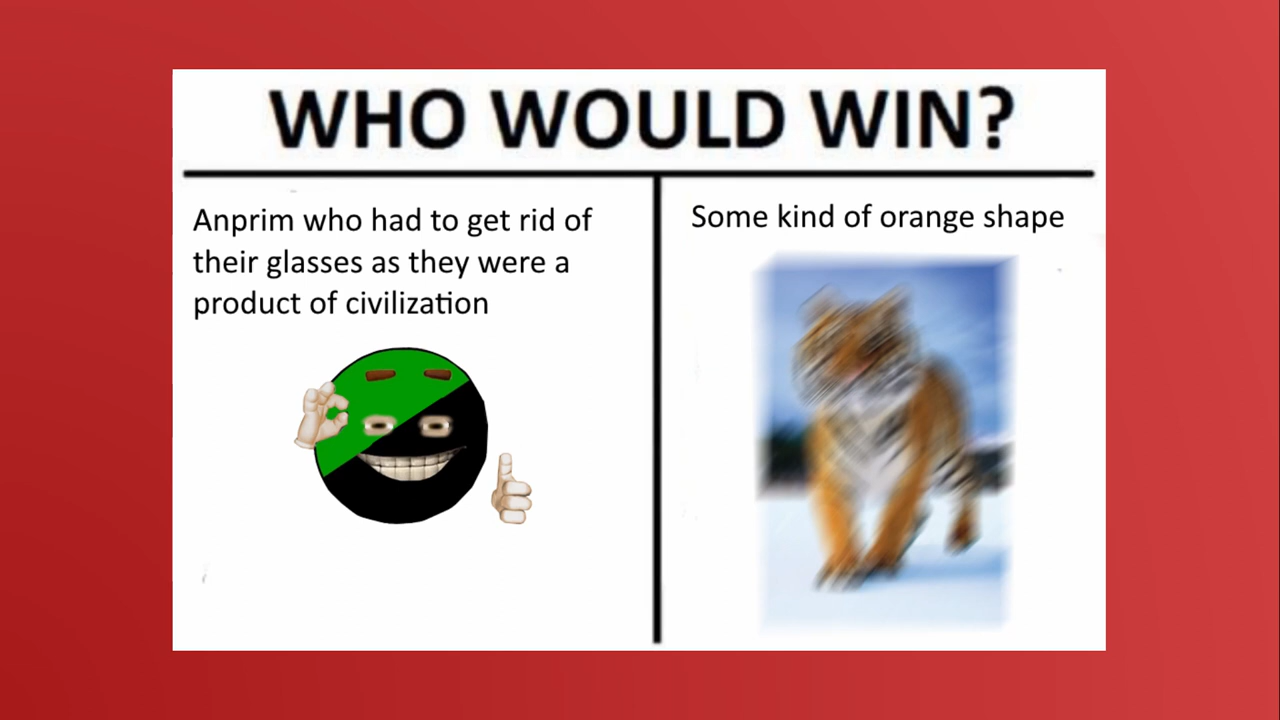 WHO WOULD WIN?
Anprim who had to get rid of
their glasses as they were a
product of civilization
Some kind of orange shape